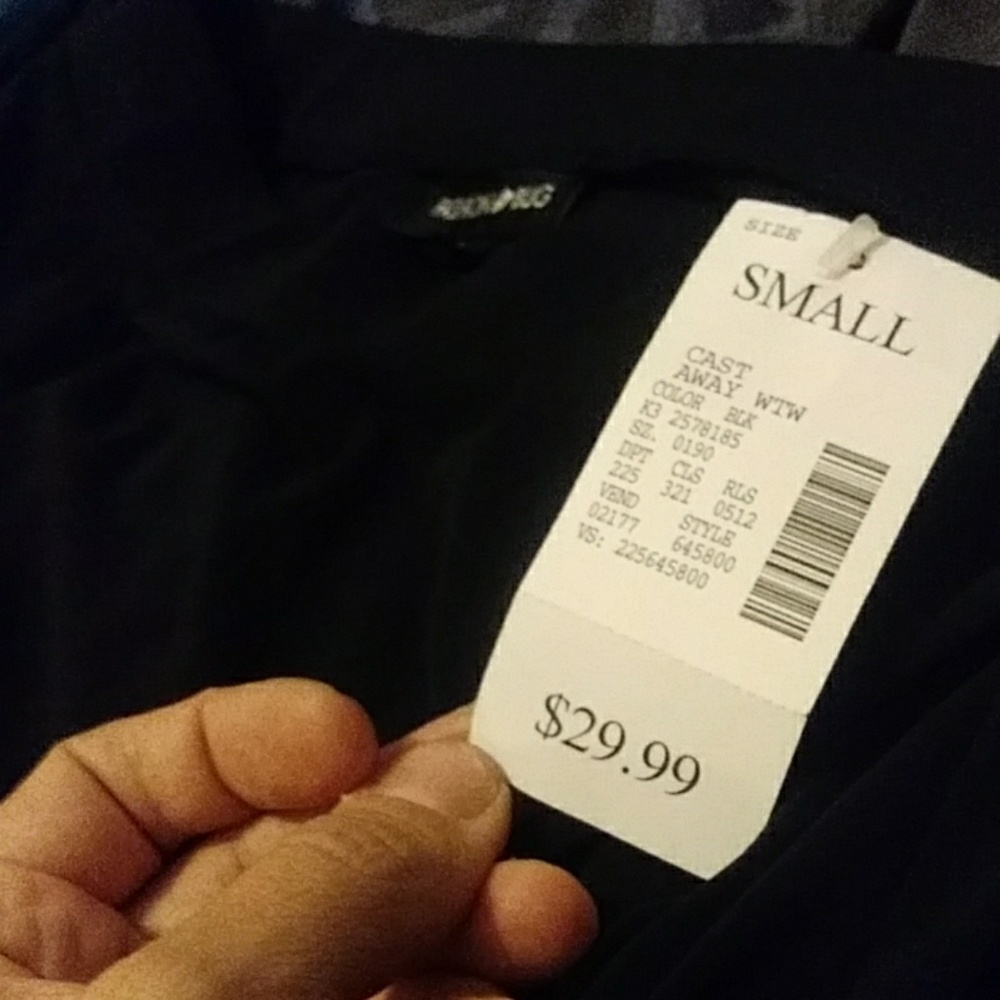 SIZE
S
SMALL
CAST
AWAY WTW
COLOR BLK
K3 2578185
SZ. 0190
DPT CLS RLS
225 321 0512
VEND STYLE
02177 645800
VS: 225645800
$29.99